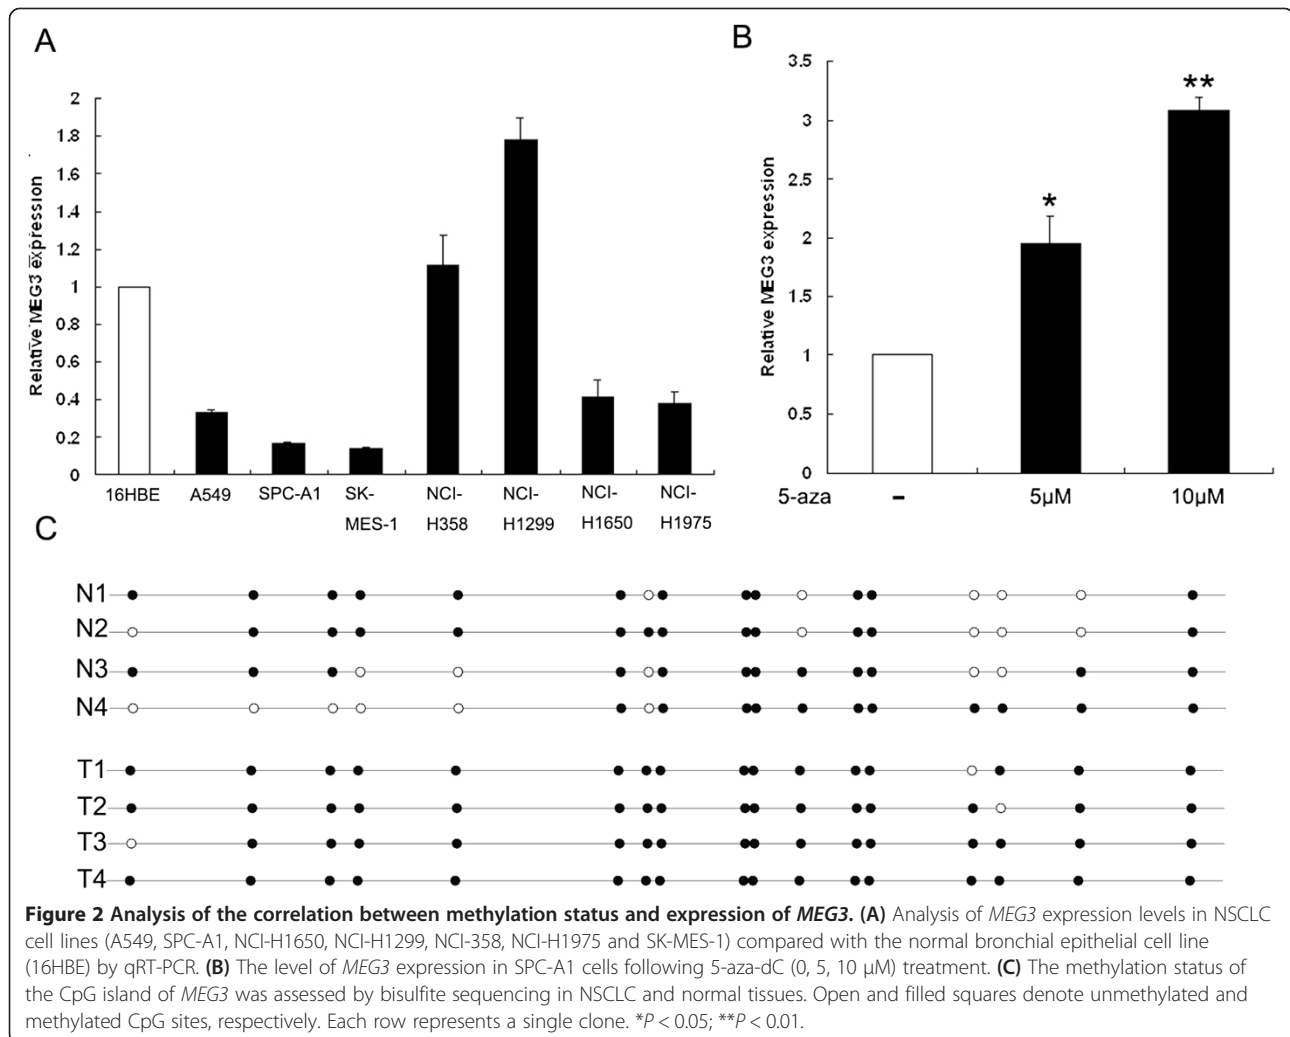 A
Relative MEG3 expression
2
1.8
1.6
1.4
1.2
1
0.8
0.6
0.4
0.2
0
16HBE A549 SPC-A1 SK-MES-1 NCI-H358 NCI-H1299 NCI-H1650 NCI-H1975
B
Relative MEG3 expression
3.5
3
2.5
2
1.5
1
0.5
0
*
**
5-aza – 5µM 10µM
C
N1
N2
N3
N4
T1
T2
T3
T4
Figure 2 Analysis of the correlation between methylation status and expression of MEG3. (A) Analysis of MEG3 expression levels in NSCLC
cell lines (A549, SPC-A1, NCI-H1650, NCI-H1299, NCI-358, NCI-H1975 and SK-MES-1) compared with the normal bronchial epithelial cell line
(16HBE) by qRT-PCR. (B) The level of MEG3 expression in SPC-A1 cells following 5-aza-dC (0, 5, 10 µM) treatment. (C) The methylation status of
the CpG island of MEG3 was assessed by bisulfite sequencing in NSCLC and normal tissues. Open and filled squares denote unmethylated and
methylated CpG sites, respectively. Each row represents a single clone. *P < 0.05; **P < 0.01.